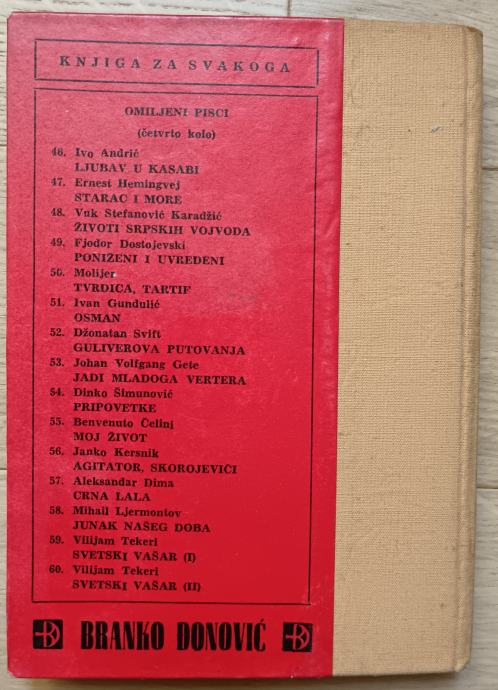 KNJIGA ZA SVAKOGA
OMILJENI PISCI
(četvrto kolo)
46. Ivo Andrić
LJUBAV U KASABI
47. Ernest Hemingvej
STARAC I MORE
48. Vuk Stefanović Karadžić
ŽIVOTI SRPSKIH VOJVODA
49. Fjodor Dostojevski
PONIŽENI I UVREĐENI
50. Molijer
TVRDICA, TARTIF
51. Ivan Gundulić
OSMAN
52. Džonatan Svift
GULIVEROVA PUTOVANJA
53. Johan Volfgang Gete
JADI MLADOGA VERTERA
54. Dinko Šimunović
PRIPOVETKE
55. Benvenuto Čelinj
MOJ ŽIVOT
56. Janko Kersnik
AGITATOR, SKOROJEVIĆI
57. Aleksandar Dima
CRNA LALA
58. Mihail Ljermontov
JUNAK NAŠEG DOBA
59. Vilijam Tekeri
SVETSKI VAŠAR (I)
60. Vilijam Tekeri
SVETSKI VAŠAR (II)
BRANKO ĐONOVIĆ